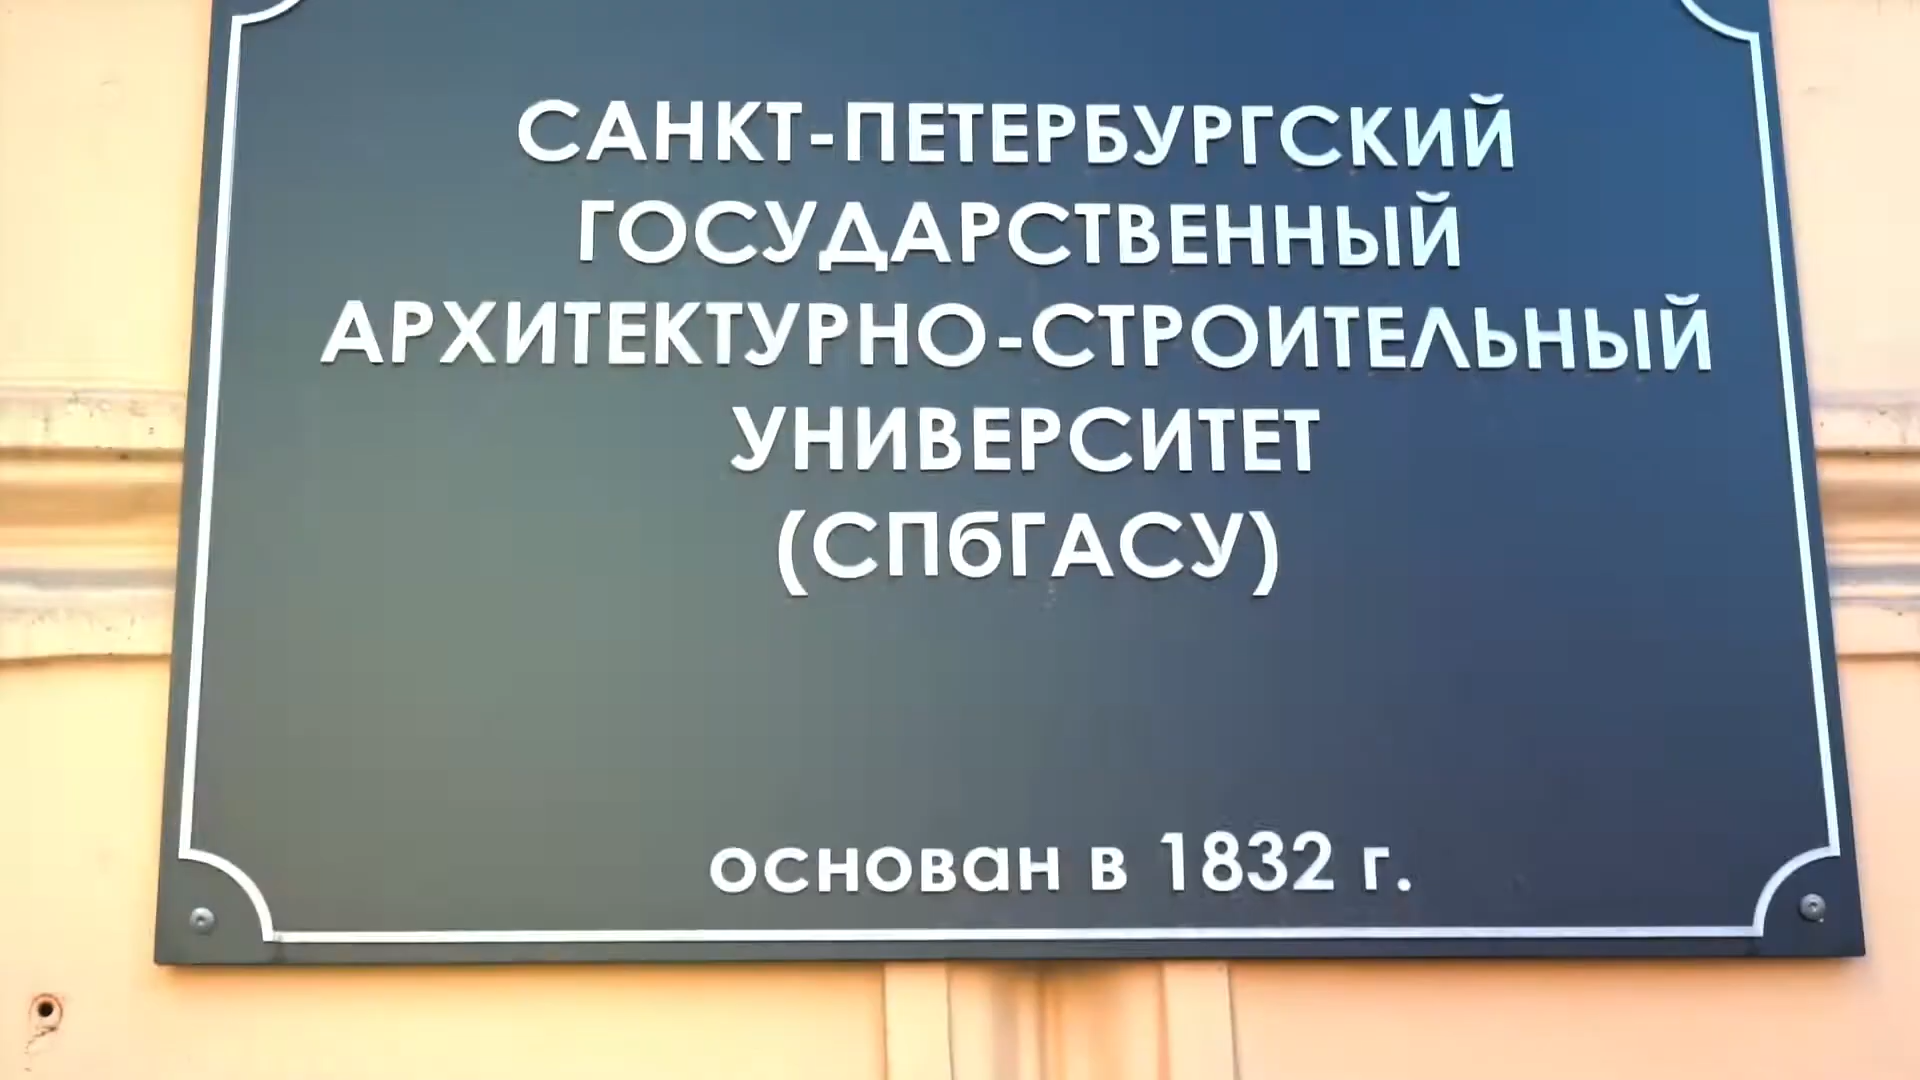 САНКТ-ПЕТЕРБУРГСКИЙ
ГОСУДАРСТВЕННЫЙ
АРХИТЕКТУРНО-СТРОИТЕЛЬНЫЙ
УНИВЕРСИТЕТ
(СПбГАСУ)
основан в 1832 г.